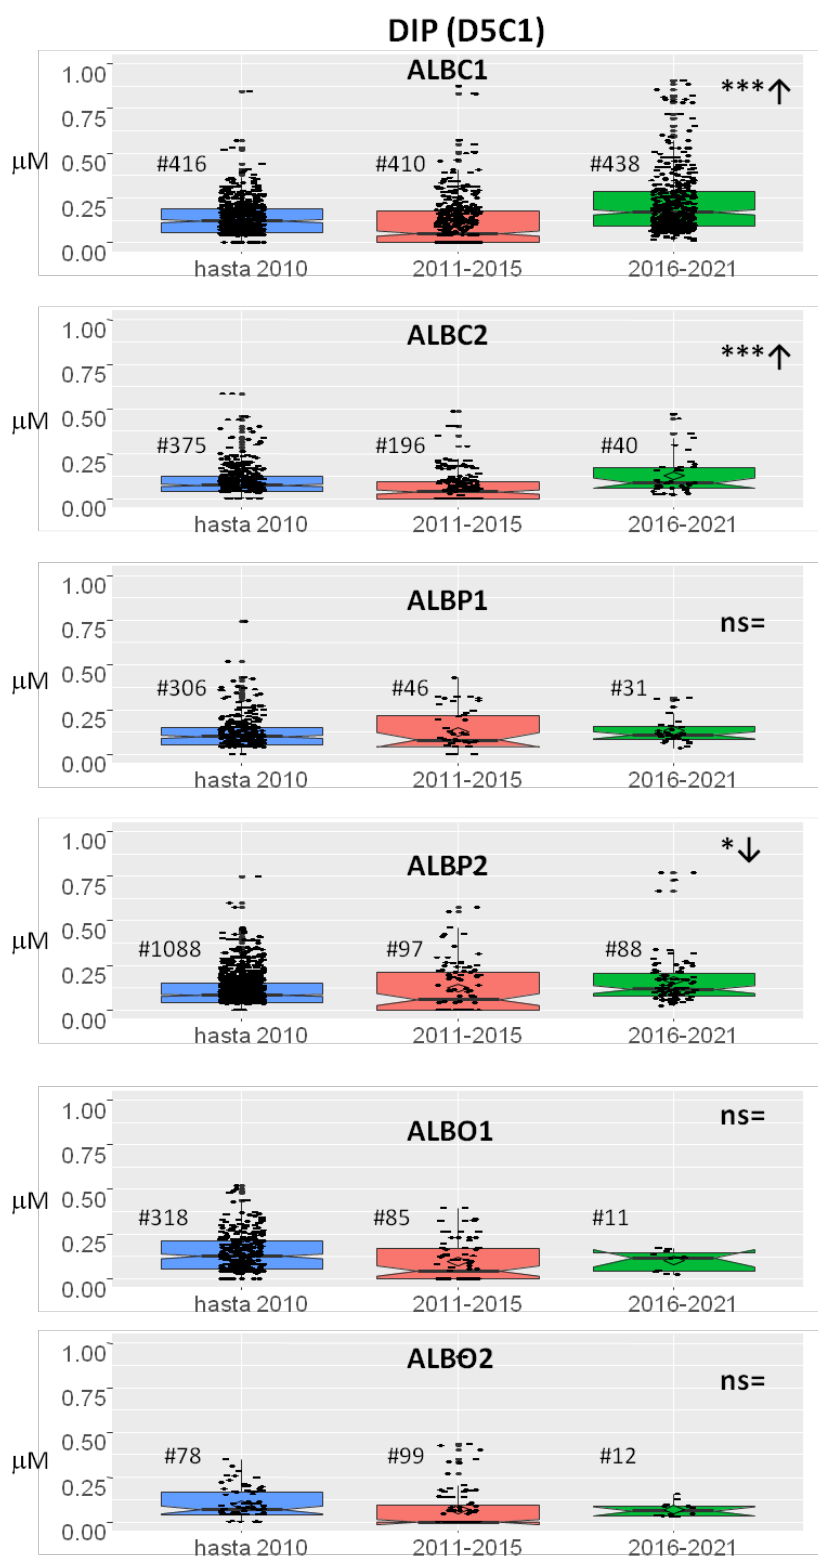 DIP (D5C1)
ALBC1
***↑
1.00
0.75
0.50
0.25
0.00
μM
#416
#410
#438
hasta 2010
2011-2015
2016-2021
ALBC2
***↑
1.00
0.75
0.50
0.25
0.00
μM
#375
#196
#40
hasta 2010
2011-2015
2016-2021
ALBP1
ns=
1.00
0.75
0.50
0.25
0.00
μM
#306
#46
#31
hasta 2010
2011-2015
2016-2021
ALBP2
*↓
1.00
0.75
0.50
0.25
0.00
μM
#1088
#97
#88
hasta 2010
2011-2015
2016-2021
ALBO1
ns=
1.00
0.75
0.50
0.25
0.00
μM
#318
#85
#11
hasta 2010
2011-2015
2016-2021
ALBO2
ns=
1.00
0.75
0.50
0.25
0.00
μM
#78
#99
#12
hasta 2010
2011-2015
2016-2021